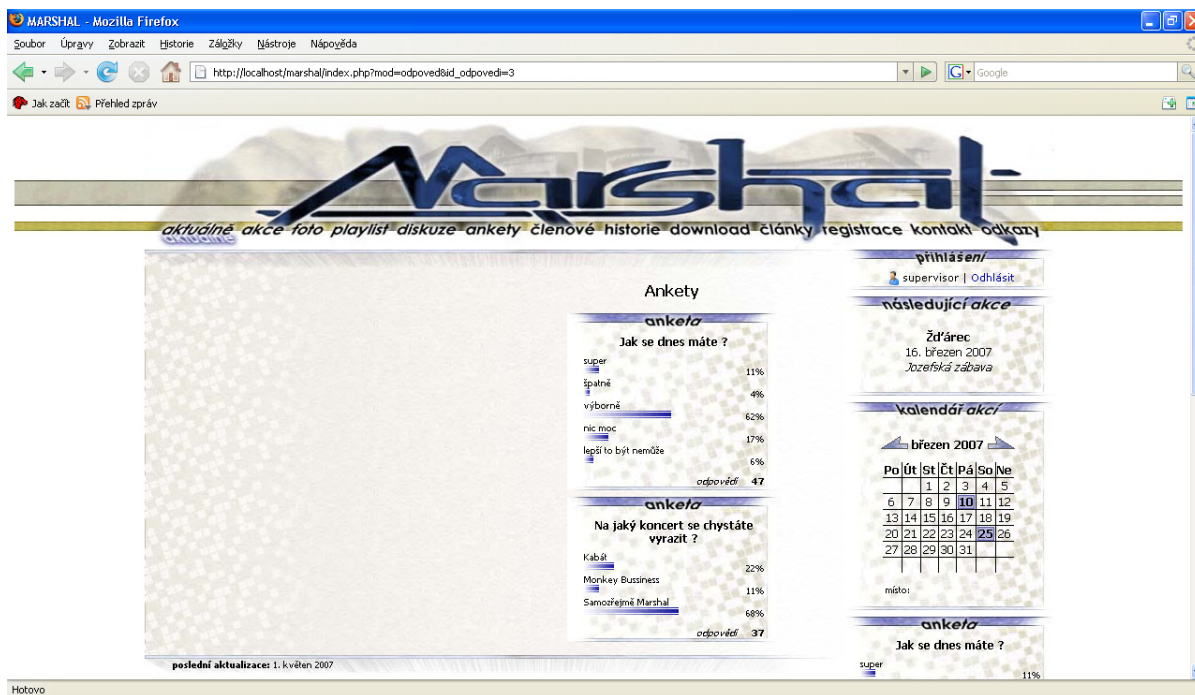 MARSHAL - Mozilla Firefox
Soubor Úpravy Zobrazit Historie Záložky Nástroje Nápověda
http://localhost/marshal/index.php?mod=odpoved&id_odpovedi=3
G Google
Jak začít Přehled zpráv
Marshal
aktuálně akce foto playlist diskuze ankety členové historie download články registrace kontakt odkazy
aktuálně
přihlášení
supervisor | Odhlásit
následující akce
Žďárec
16. březen 2007
Jozefská zábava
kalendář akcí
březen 2007
Po Út St Čt Pá So Ne
1 2 3 4 5
6 7 8 9 10 11 12
13 14 15 16 17 18 19
20 21 22 23 24 25 26
27 28 29 30 31
místo:
anketa
Jak se dnes máte ?
super
11%
Ankety
anketa
Jak se dnes máte ?
super
11%
špatně
4%
výborně
62%
nic moc
17%
lepší to být nemůže
6%
odpovědí 47
anketa
Na jaký koncert se chystáte
vyrazit ?
Kabát
22%
Monkey Bussiness
11%
Samozřejmě Marshal
68%
odpovědí 37
poslední aktualizace: 1. květen 2007
Hotovo